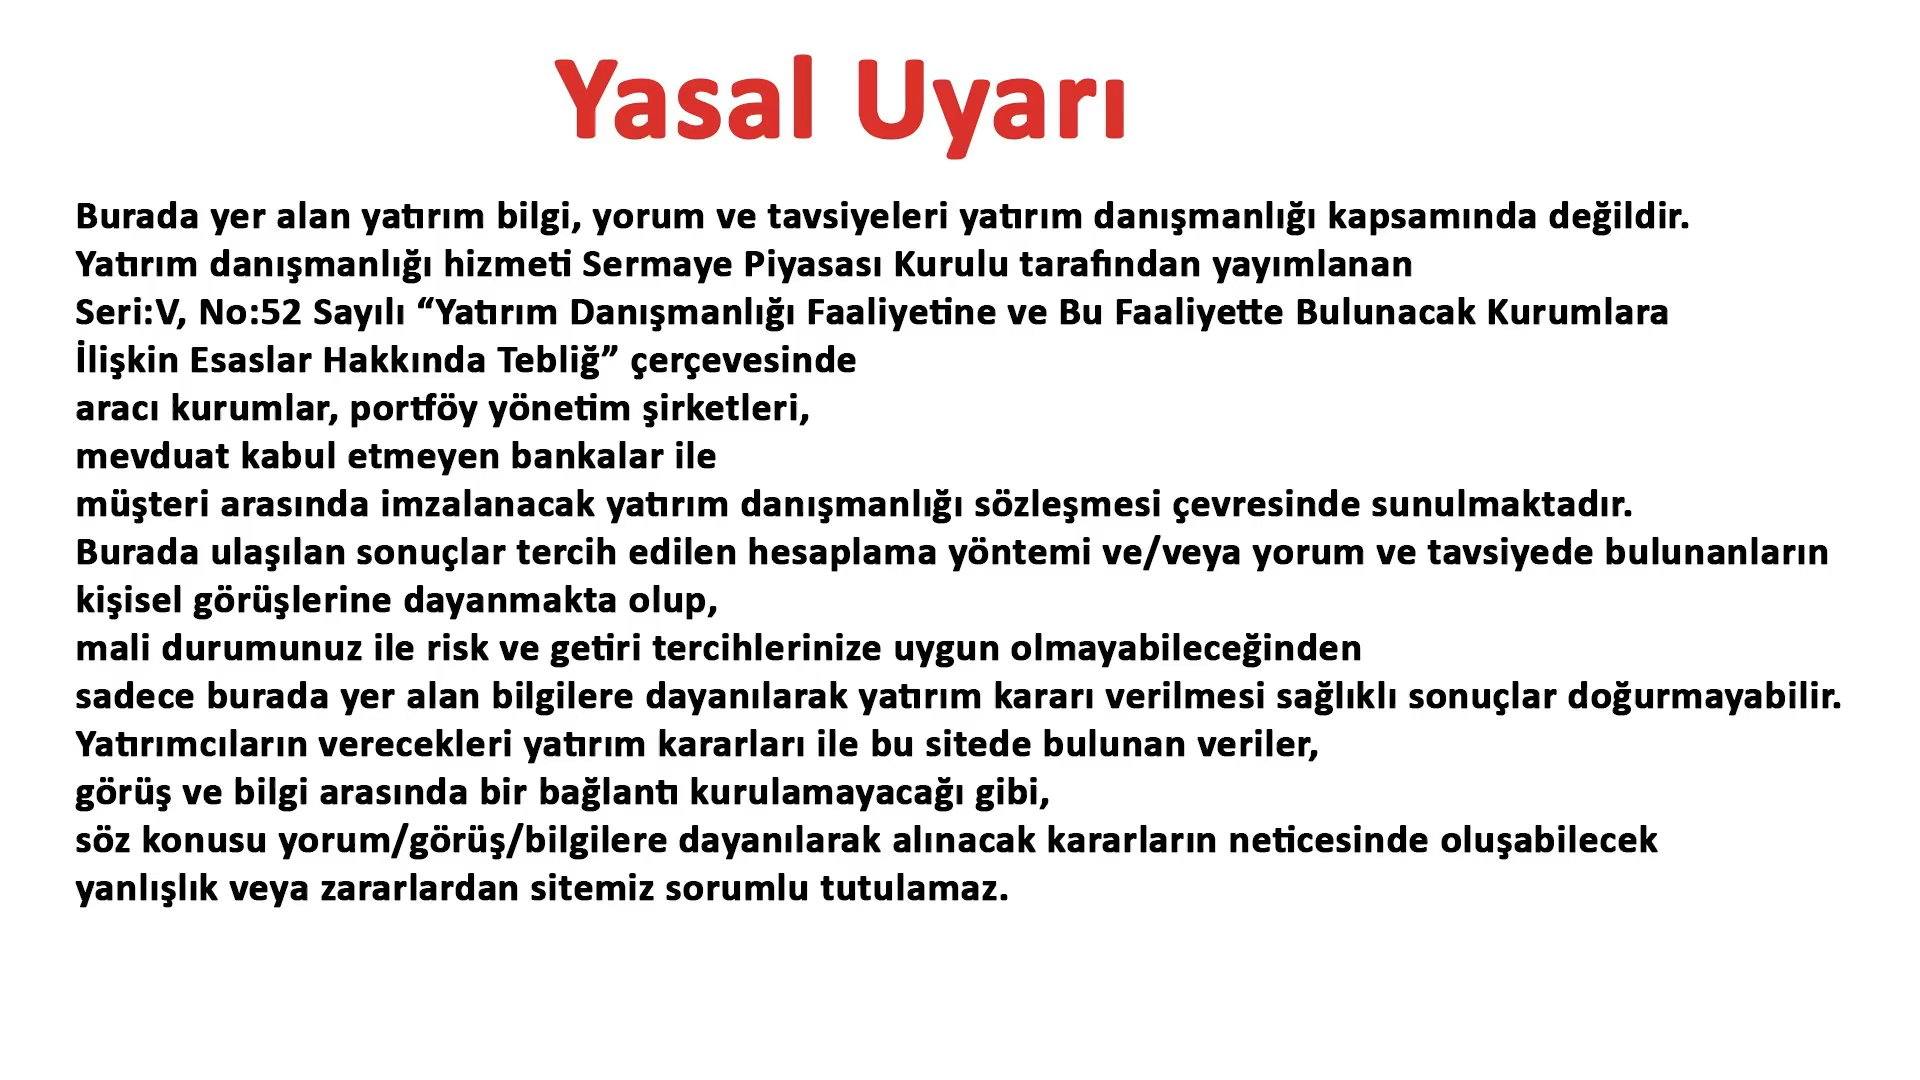 Yasal Uyarı
Burada yer alan yatırım bilgi, yorum ve tavsiyeleri yatırım danışmanlığı kapsamında değildir.
Yatırım danışmanlığı hizmeti Sermaye Piyasası Kurulu tarafından yayımlanan
Seri:V, No:52 Sayılı “Yatırım Danışmanlığı Faaliyetine ve Bu Faaliyette Bulunacak Kurumlara
İlişkin Esaslar Hakkında Tebliğ” çerçevesinde
aracı kurumlar, portföy yönetim şirketleri,
mevduat kabul etmeyen bankalar ile
müşteri arasında imzalanacak yatırım danışmanlığı sözleşmesi çevresinde sunulmaktadır.
Burada ulaşılan sonuçlar tercih edilen hesaplama yöntemi ve/veya yorum ve tavsiyede bulunanların
kişisel görüşlerine dayanmakta olup,
mali durumunuz ile risk ve getiri tercihlerinize uygun olmayabileceğinden
sadece burada yer alan bilgilere dayanılarak yatırım kararı verilmesi sağlıklı sonuçlar doğurmayabilir.
Yatırımcıların verecekleri yatırım kararları ile bu sitede bulunan veriler,
görüş ve bilgi arasında bir bağlantı kurulamayacağı gibi,
söz konusu yorum/görüş/bilgilere dayanılarak alınacak kararların neticesinde oluşabilecek
yanlışlık veya zararlardan sitemiz sorumlu tutulamaz.